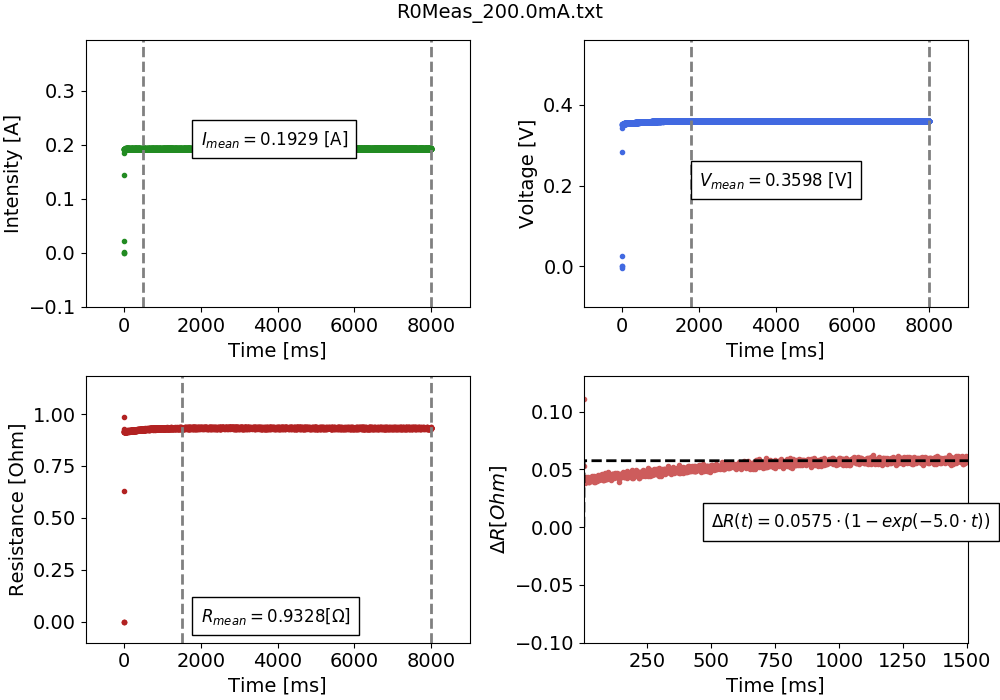 R0Meas_200.0mA.txt
Intensity [A]
0.3
0.2
0.1
0.0
−0.1
I_mean = 0.1929 [A]
0 2000 4000 6000 8000
Time [ms]
Voltage [V]
0.4
0.2
0.0
V_mean = 0.3598 [V]
0 2000 4000 6000 8000
Time [ms]
Resistance [Ohm]
1.00
0.75
0.50
0.25
0.00
R_mean = 0.9328[Ω]
0 2000 4000 6000 8000
Time [ms]
ΔR[Ohm]
0.10
0.05
0.00
−0.05
−0.10
ΔR(t) = 0.0575 · (1 − exp(−5.0 · t))
250 500 750 1000 1250 1500
Time [ms]